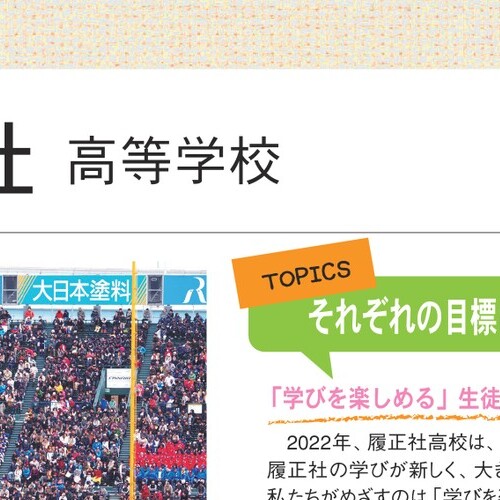 社 高等学校
大日本塗料
TOPICS
それぞれの目標
「学びを楽しめる」生徒
2022年、履正社高校は、
履正社の学びが新しく、大き
私たちがめざすのは「学びを